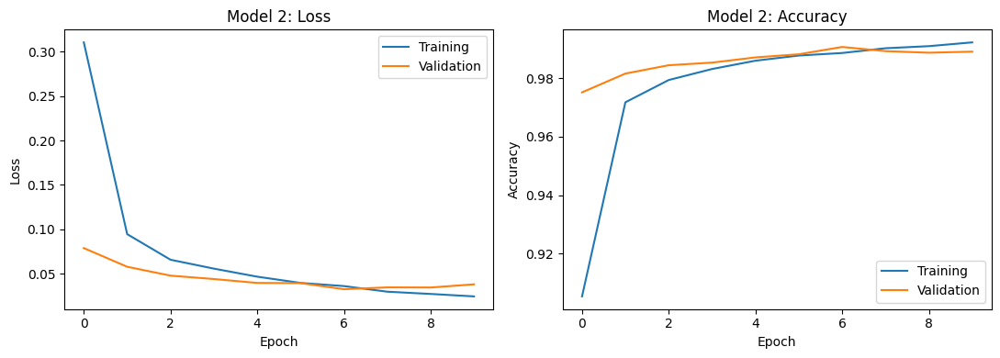 Model 2: Loss
0.30
0.25
0.20
0.15
0.10
0.05
Loss
0
2
4
6
8
Epoch
Training
Validation
Model 2: Accuracy
0.98
0.96
0.94
0.92
Accuracy
0
2
4
6
8
Epoch
Training
Validation